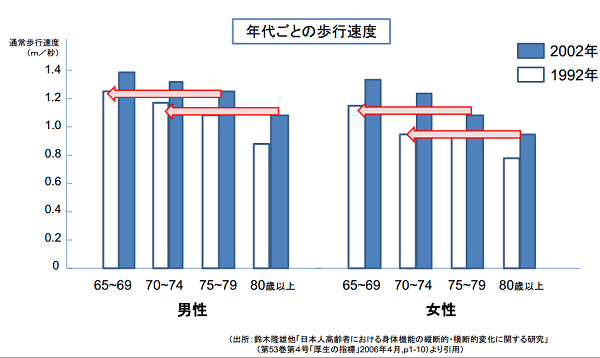 年代ごとの歩行速度
通常歩行速度
(m/秒)
2002年
1992年
1.4
1.2
1.0
0.8
0.6
0.4
0.2
0
65~69 70~74 75~79 80歳以上 65~69 70~74 75~79 80歳以上
男性 女性
(出所:鈴木隆雄他「日本人高齢者における身体機能の縦断的・横断的変化に関する研究」
(第53巻第4号「厚生の指標」2006年4月,p1-10)より引用)